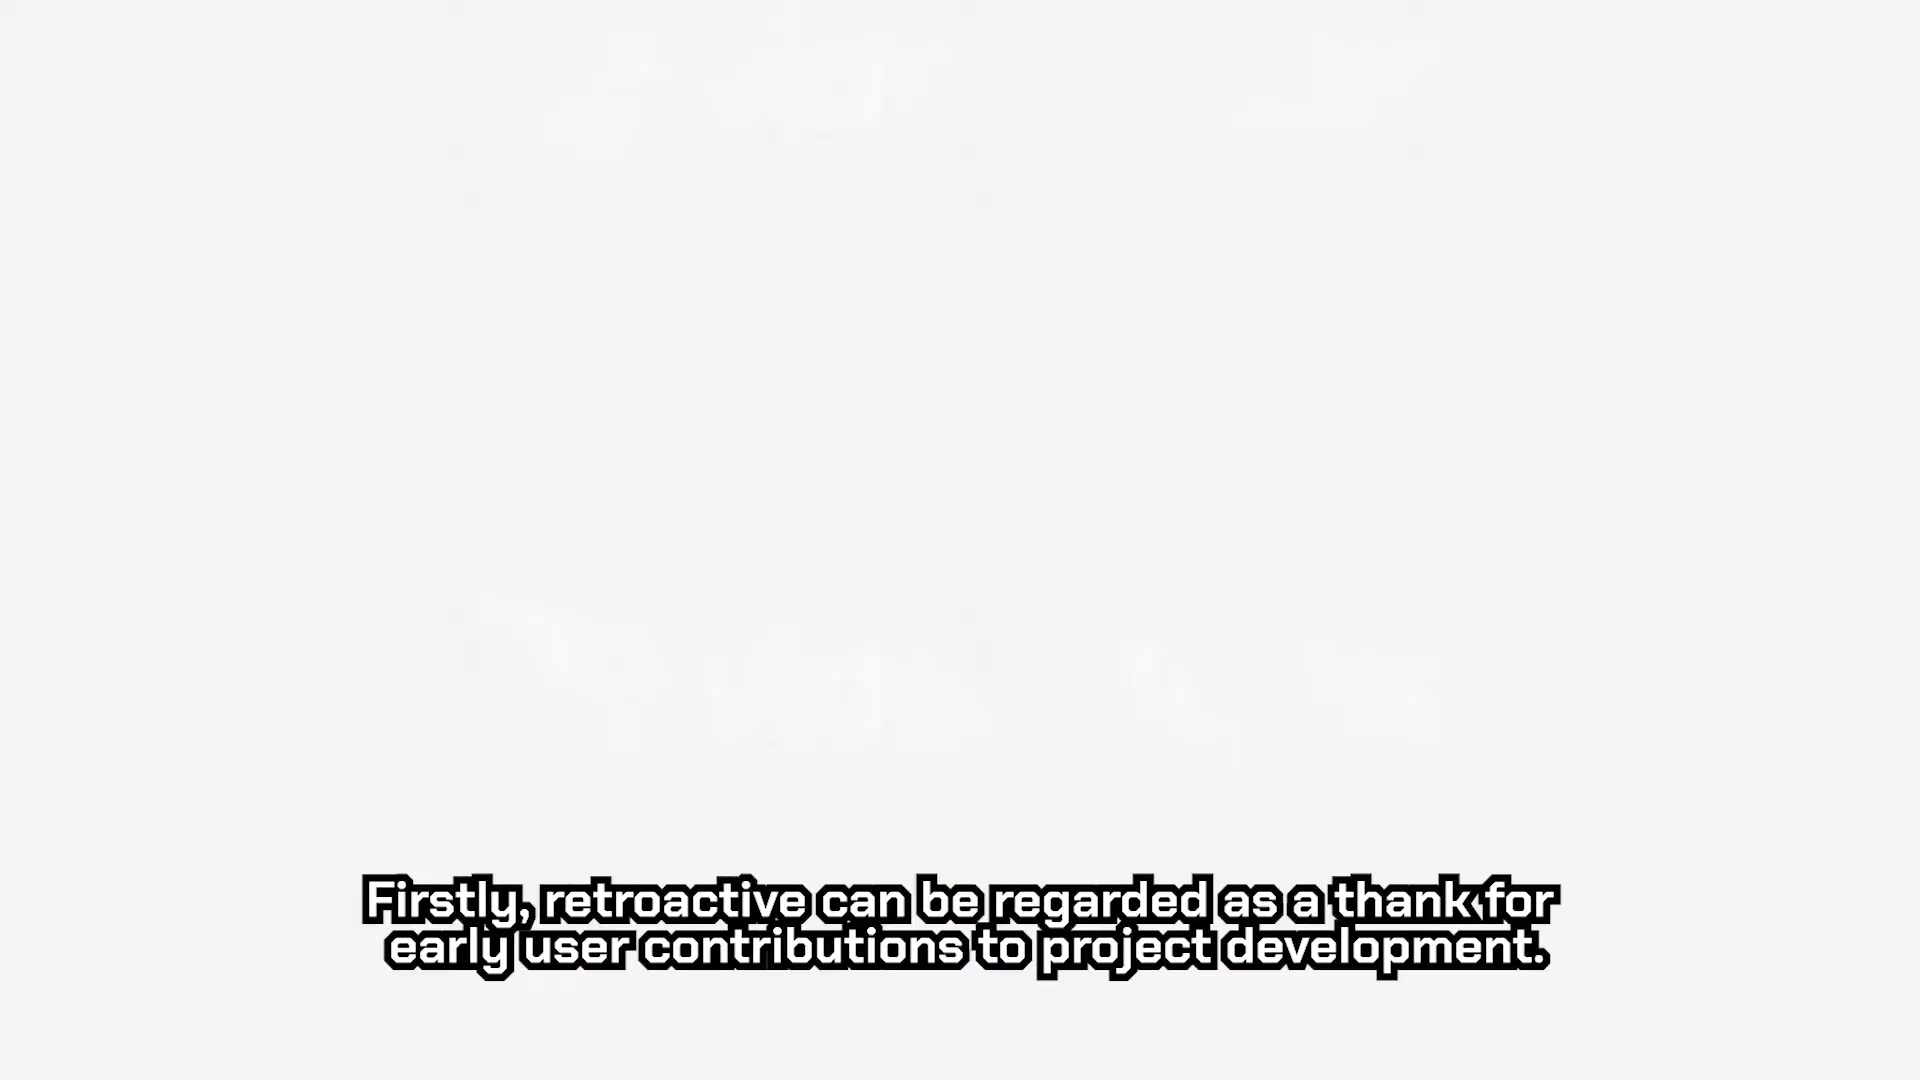 Firstly, retroactive can be regarded as a thank for
early user contributions to project development.